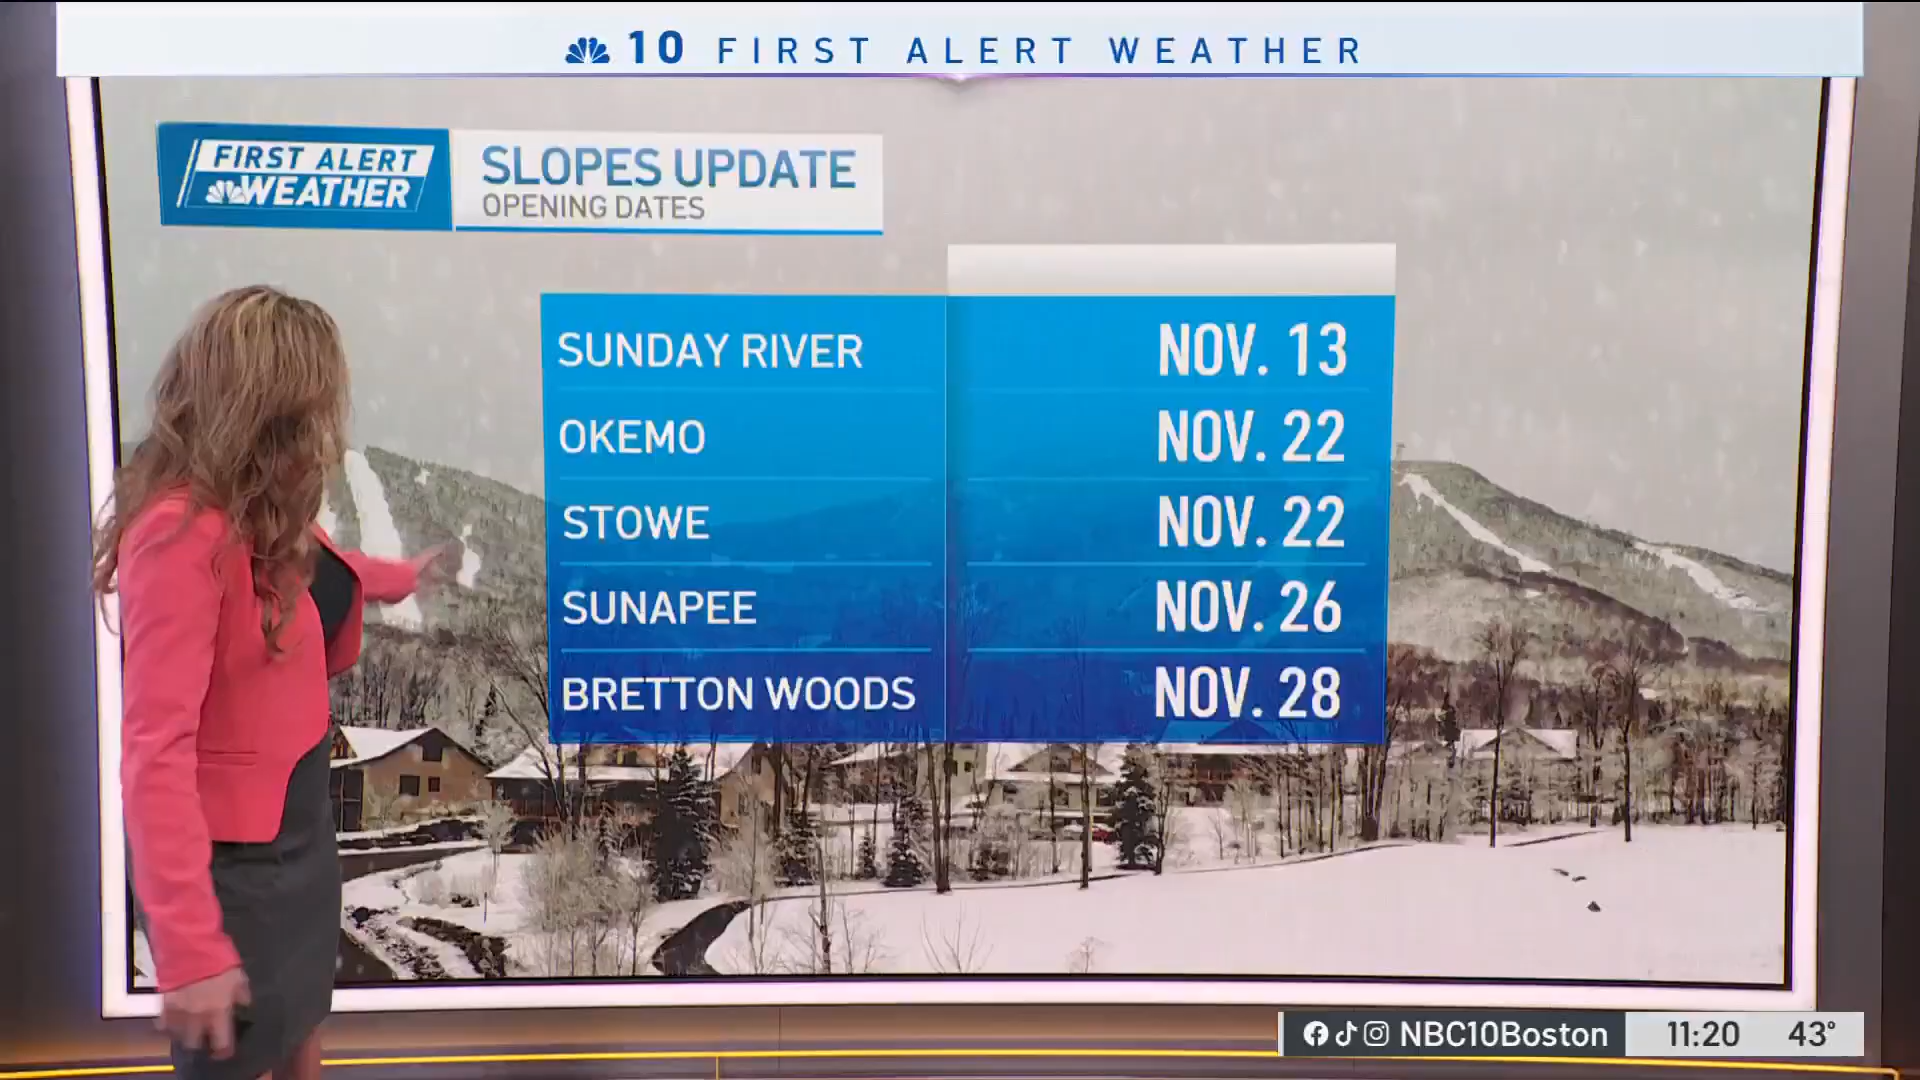 10 FIRST ALERT WEATHER
FIRST ALERT
WEATHER
SLOPES UPDATE
OPENING DATES
SUNDAY RIVER NOV. 13
OKEMO NOV. 22
STOWE NOV. 22
SUNAPEE NOV. 26
BRETTON WOODS NOV. 28
NBC10Boston 11:20 43°